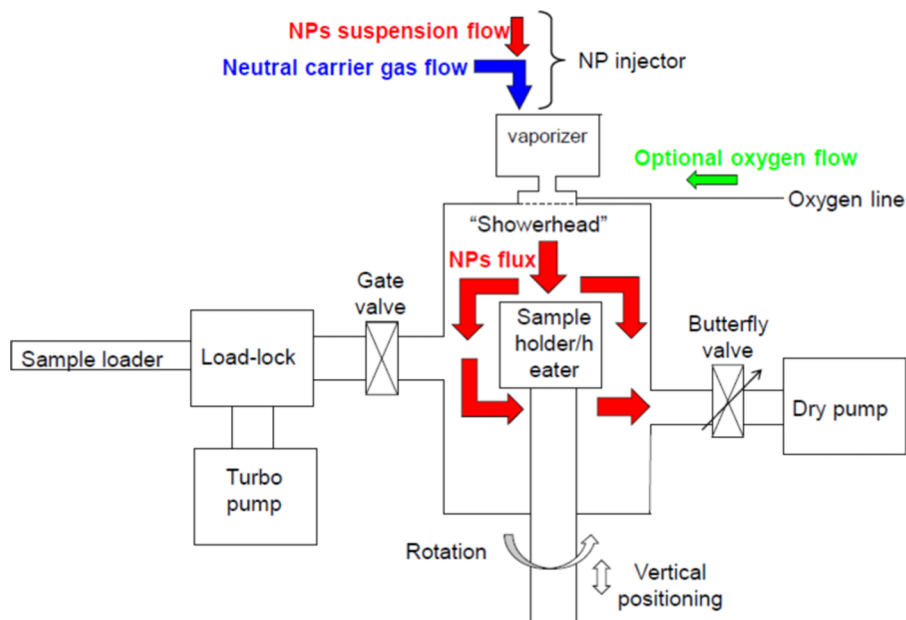 NPs suspension flow
Neutral carrier gas flow
NP injector
vaporizer
Optional oxygen flow
Oxygen line
“Showerhead”
NPs flux
Gate
valve
Sample
holder/h
eater
Butterfly
valve
Sample loader
Load-lock
Dry pump
Turbo
pump
Rotation
Vertical
positioning